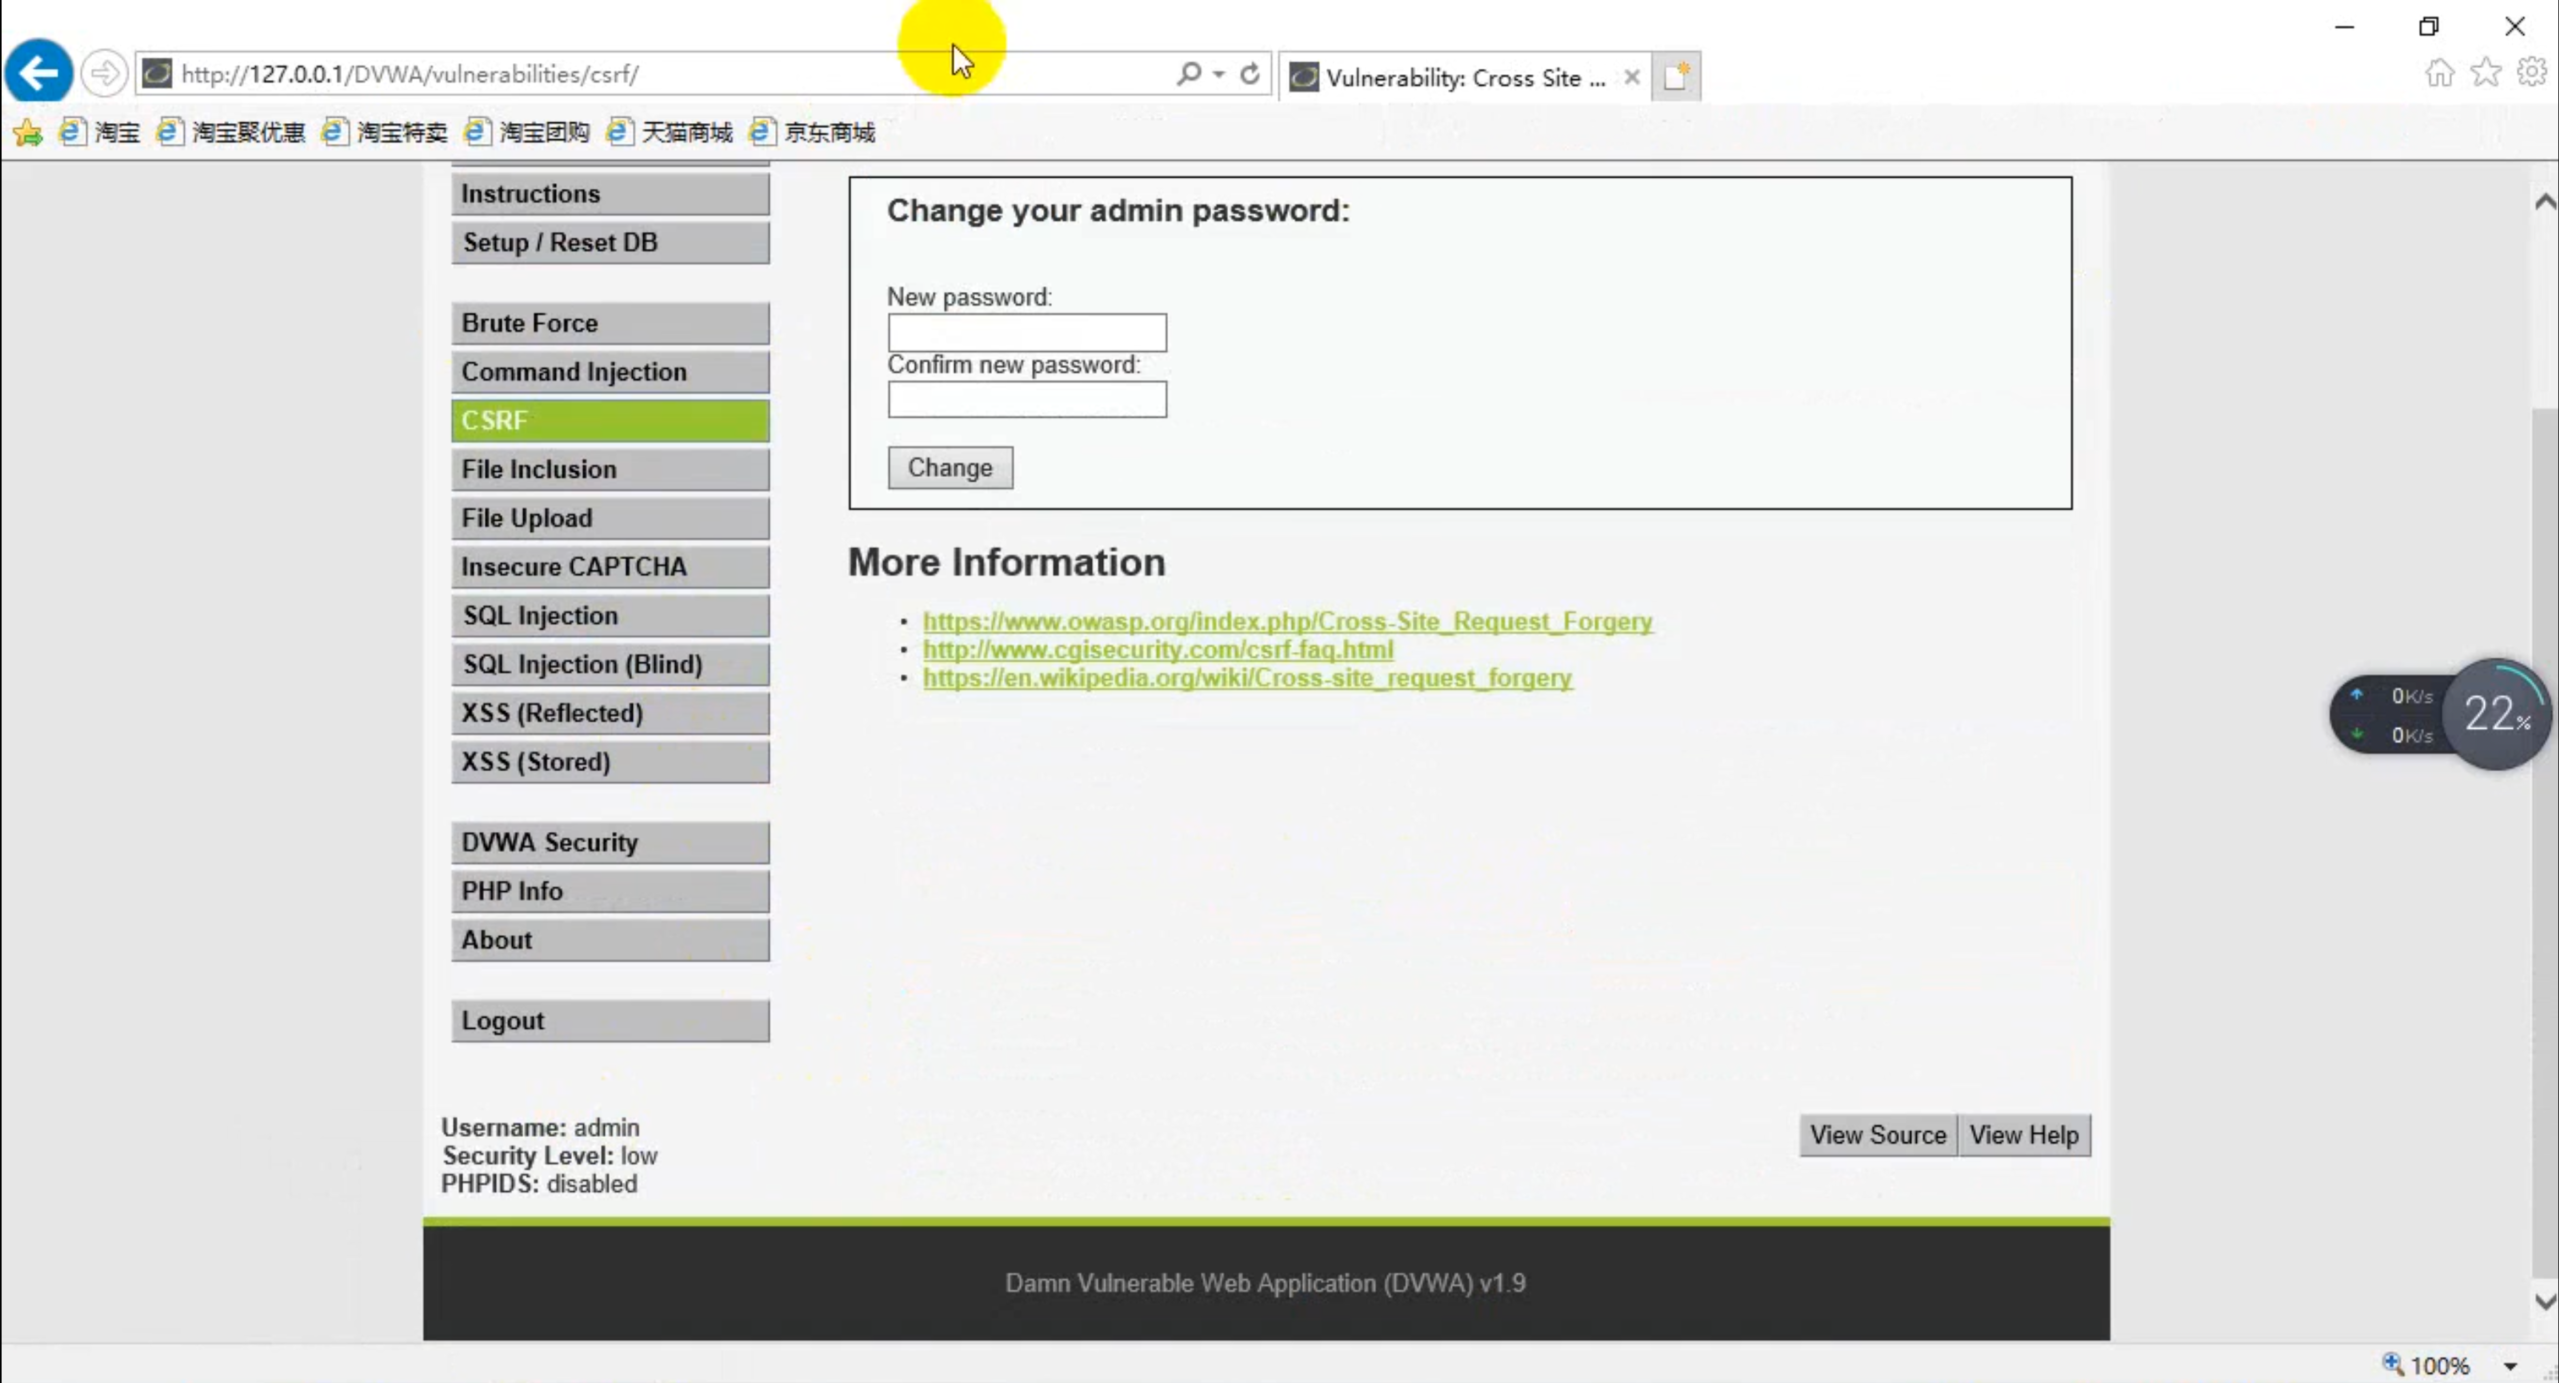 http://127.0.0.1/DVWA/vulnerabilities/csrf/
Vulnerability: Cross Site ...
淘宝 淘宝聚优惠 淘宝特卖 淘宝团购 天猫商城 京东商城
Instructions
Setup / Reset DB
Brute Force
Command Injection
CSRF
File Inclusion
File Upload
Insecure CAPTCHA
SQL Injection
SQL Injection (Blind)
XSS (Reflected)
XSS (Stored)
DVWA Security
PHP Info
About
Logout
Change your admin password:
New password:
Confirm new password:
Change
More Information
• https://www.owasp.org/index.php/Cross-Site_Request_Forgery
• http://www.cgisecurity.com/csrf-faq.html
• https://en.wikipedia.org/wiki/Cross-site_request_forgery
0K/s
0K/s
22%
Username: admin
Security Level: low
PHPIDS: disabled
View Source View Help
Damn Vulnerable Web Application (DVWA) v1.9
100%